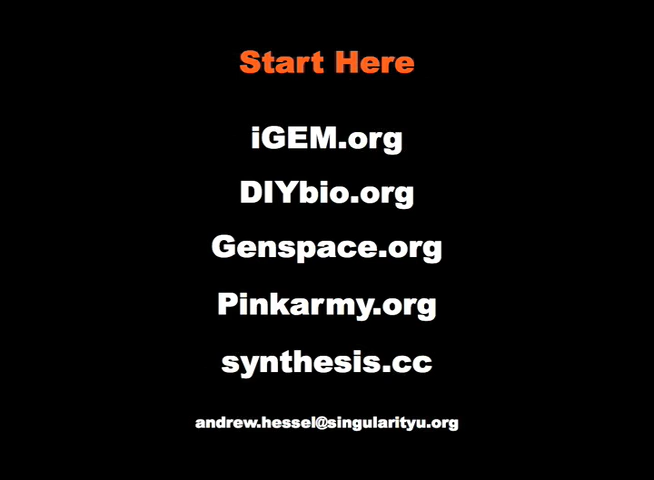 Start Here
iGEM.org
DIYbio.org
Genspace.org
Pinkarmy.org
synthesis.cc
andrew.hessel@singularityu.org